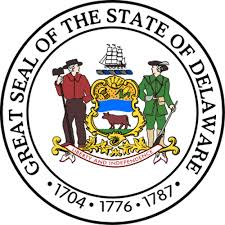 GREAT SEAL OF THE STATE OF DELAWARE
LIBERTY AND INDEPENDENCE
· 1704 · 1776 · 1787 ·